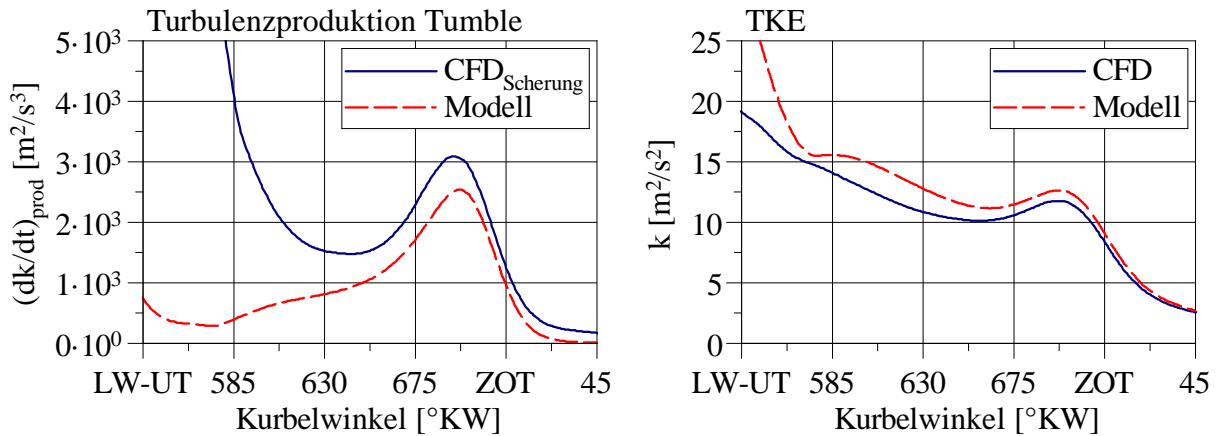 Turbulenzproduktion Tumble
(dk/dt)prod [m²/s³]
5·10³
4·10³
3·10³
2·10³
1·10³
0·10⁰
CFDScherung
Modell
LW-UT 585 630 675 ZOT 45
Kurbelwinkel [°KW]
TKE
k [m²/s²]
25
20
15
10
5
0
CFD
Modell
LW-UT 585 630 675 ZOT 45
Kurbelwinkel [°KW]